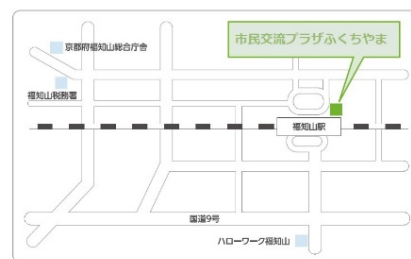 市民交流プラザふくちやま
京都府福知山総合庁舎
福知山税務署
福知山駅
国道9号
ハローワーク福知山